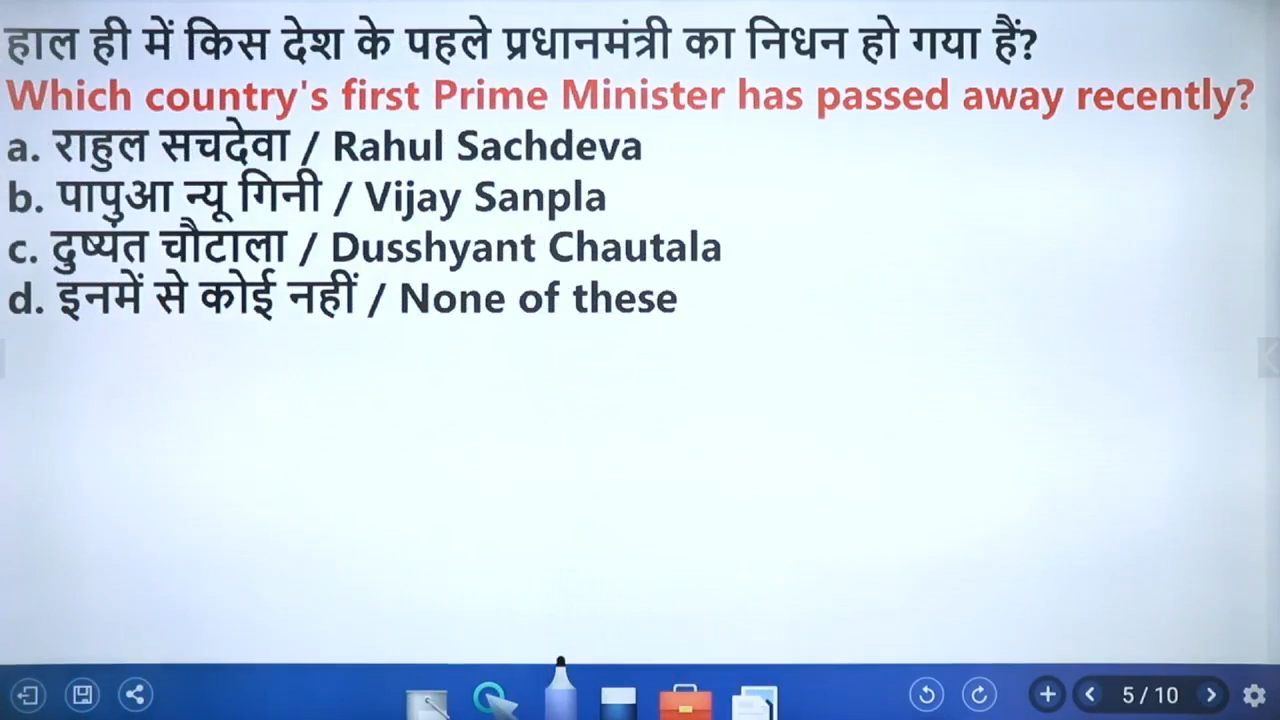 हाल ही में किस देश के पहले प्रधानमंत्री का निधन हो गया हैं?
Which country's first Prime Minister has passed away recently?
a. राहुल सचदेवा / Rahul Sachdeva
b. पापुआ न्यू गिनी / Vijay Sanpla
c. दुष्यंत चौटाला / Dusshyant Chautala
d. इनमें से कोई नहीं / None of these
5 / 10